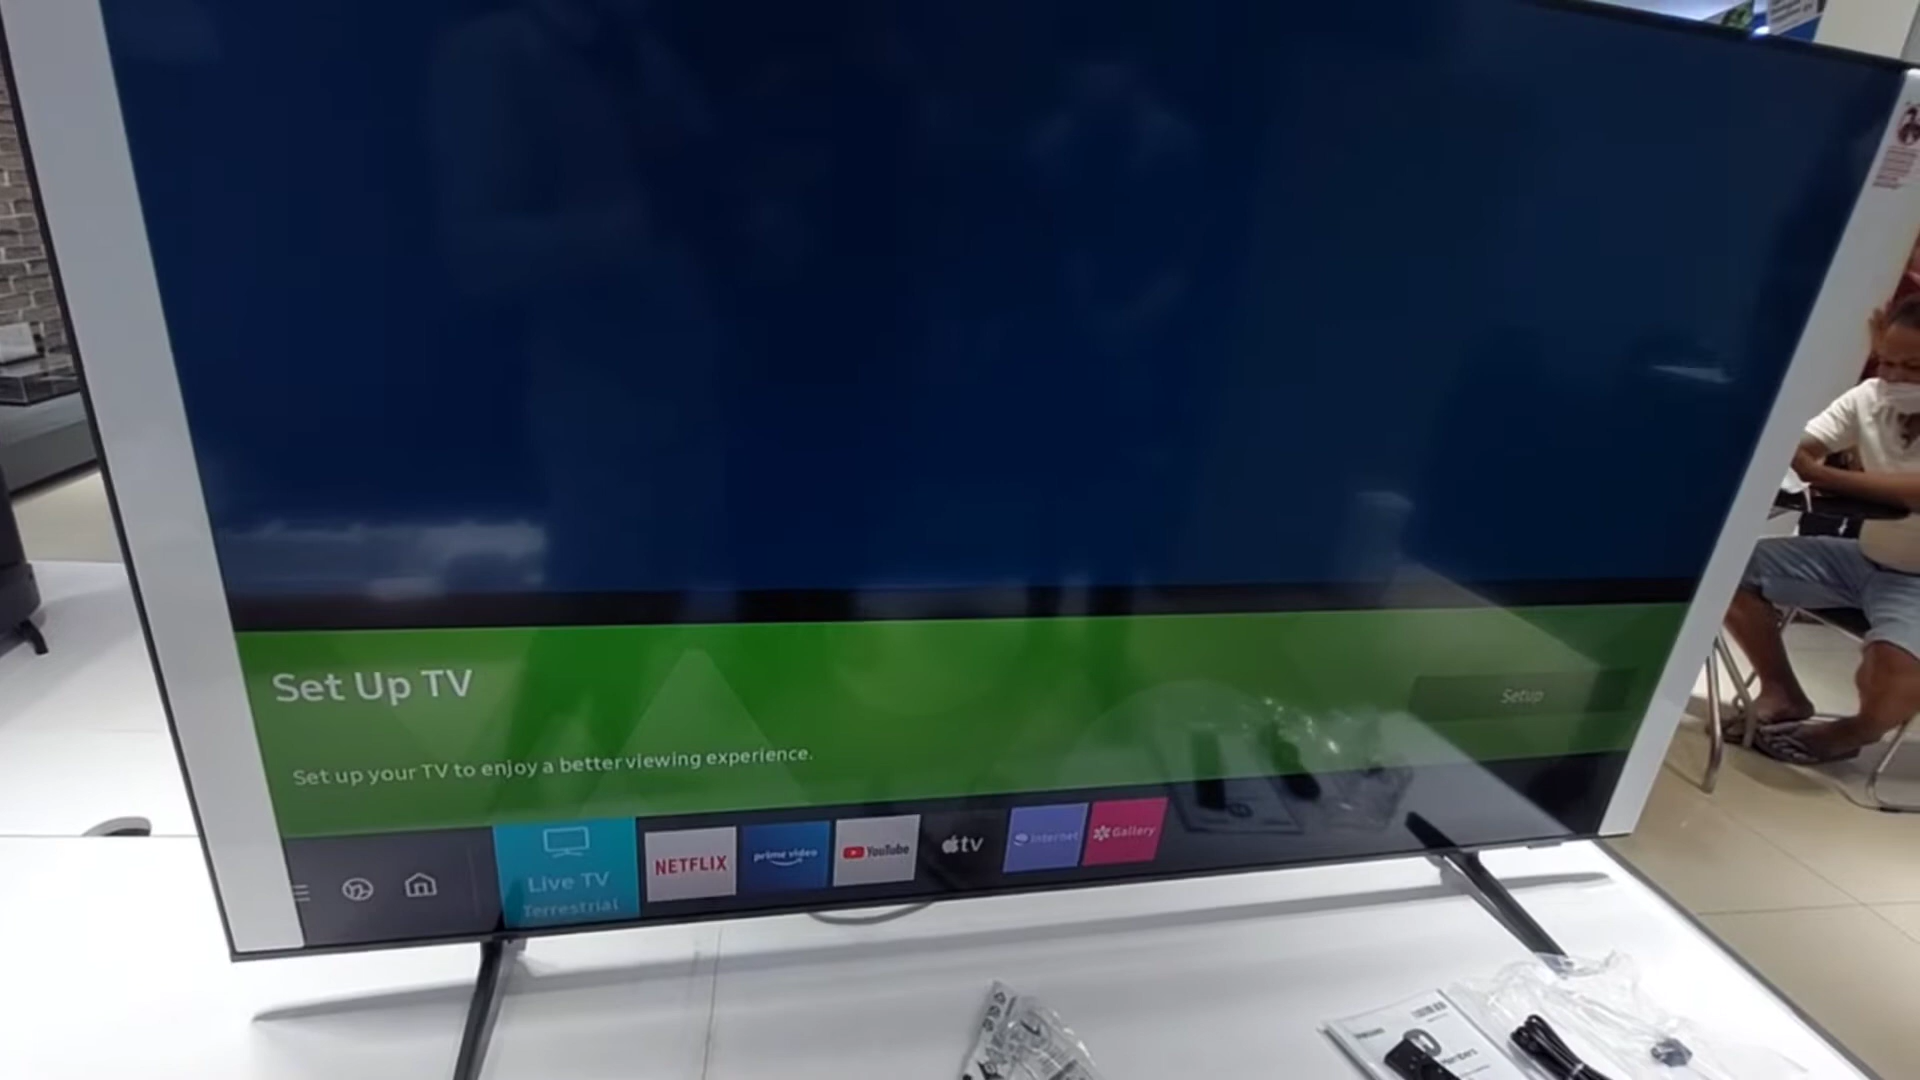 Set Up TV
Setup
Set up your TV to enjoy a better viewing experience.
Live TV
Terrestrial
NETFLIX
prime video
YouTube
tv
Internet
Gallery